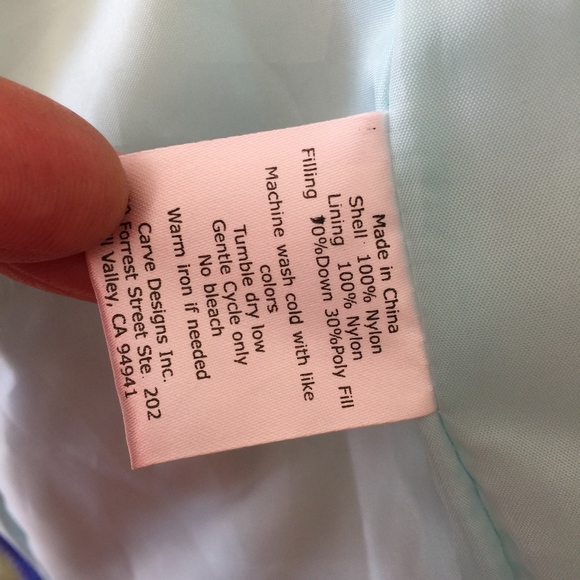 Made in China
Shell 100% Nylon
Lining 100% Nylon
Filling 70%Down 30%Poly Fill
Machine wash cold with like
colors
Tumble dry low
Gentle Cycle only
No bleach
Warm iron if needed
Carve Designs Inc.
Forrest Street Ste. 202
Valley, CA 94941